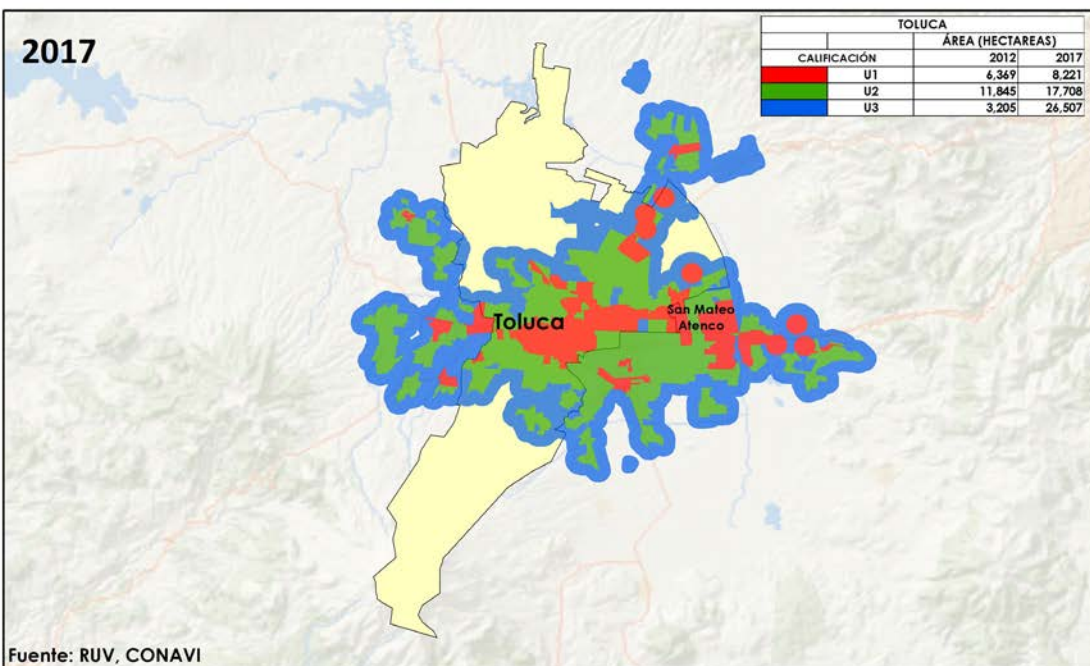 2017
TOLUCA
ÁREA (HECTAREAS)
CALIFICACIÓN 2012 2017
U1 6,369 8,221
U2 11,845 17,708
U3 3,205 26,507
Toluca
San Mateo
Atenco
Fuente: RUV, CONAVI